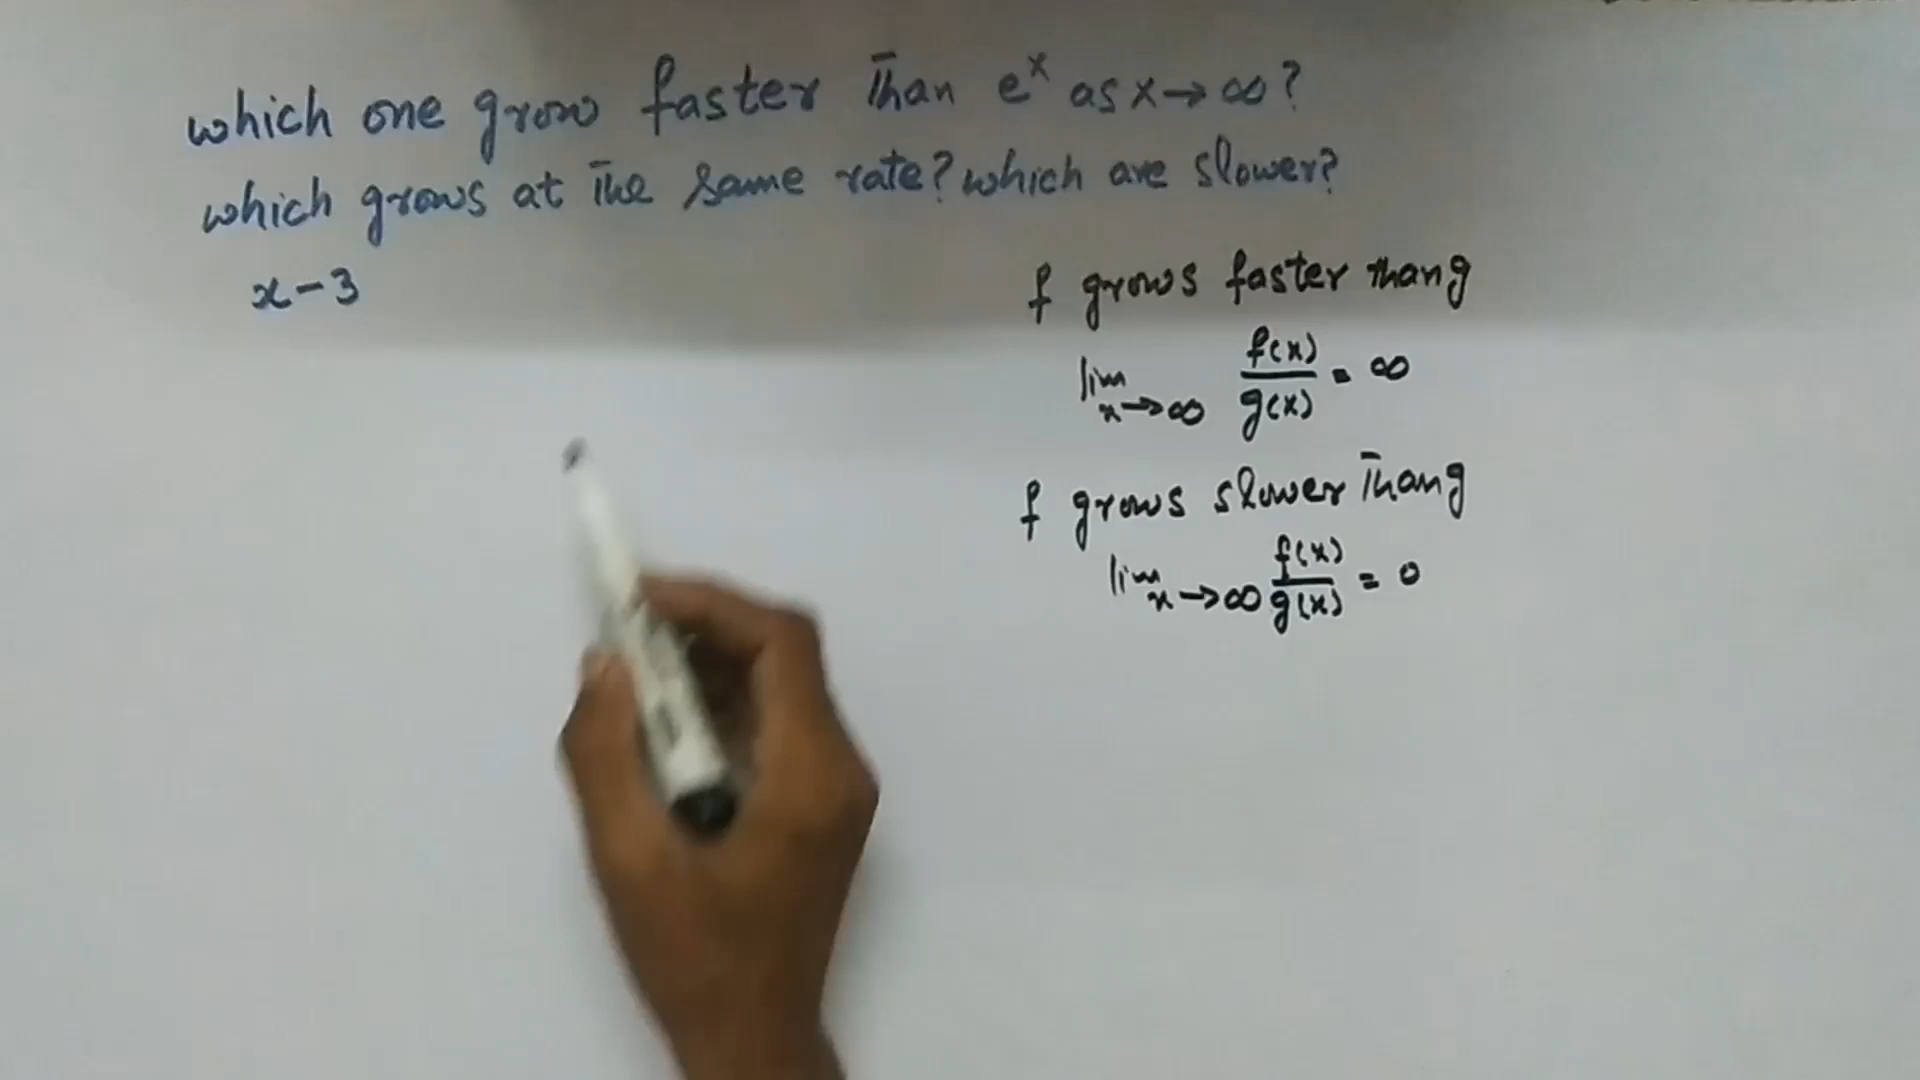 which one grow faster than e^x as x→∞?
which grows at the same rate? which are slower?
x-3
f grows faster than g
lim x→∞ f(x)/g(x) = ∞
f grows slower than g
lim x→∞ f(x)/g(x) = 0